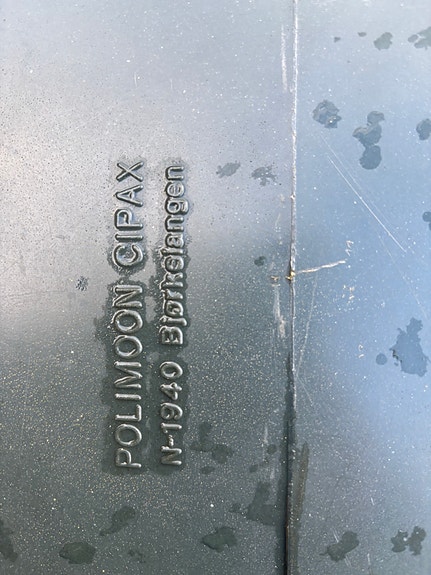 POLIMOON CIPAX
N-1940 Bjørkelangen